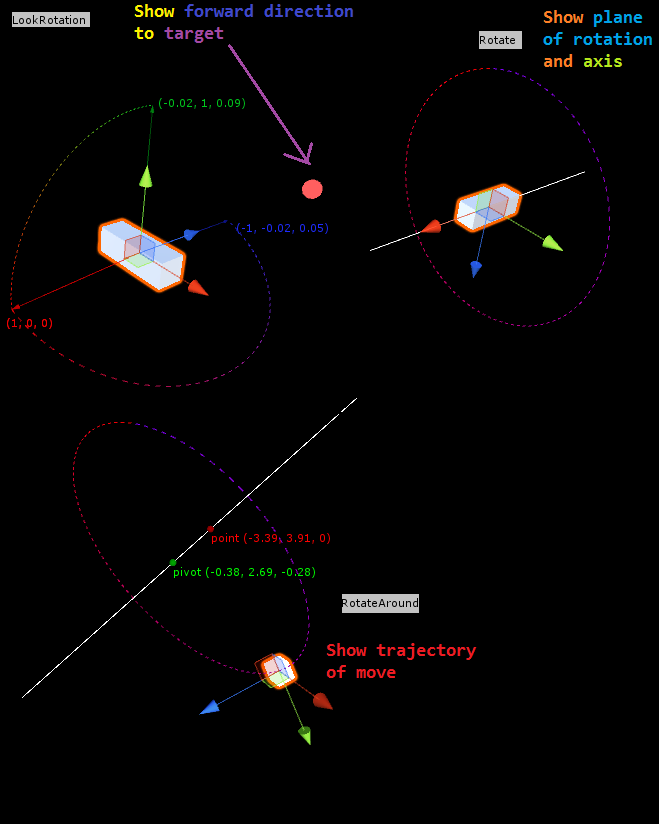 LookRotation
Show forward direction
to target
Rotate
Show plane
of rotation
and axis
(-0.02, 1, 0.09)
(-1, -0.02, 0.05)
(1, 0, 0)
point (-3.39, 3.91, 0)
pivot (-0.38, 2.69, -0.28)
RotateAround
Show trajectory
of move